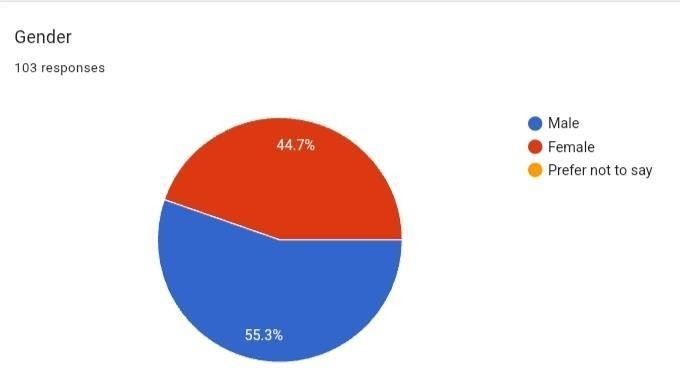 Gender
103 responses
44.7%
55.3%
Male
Female
Prefer not to say